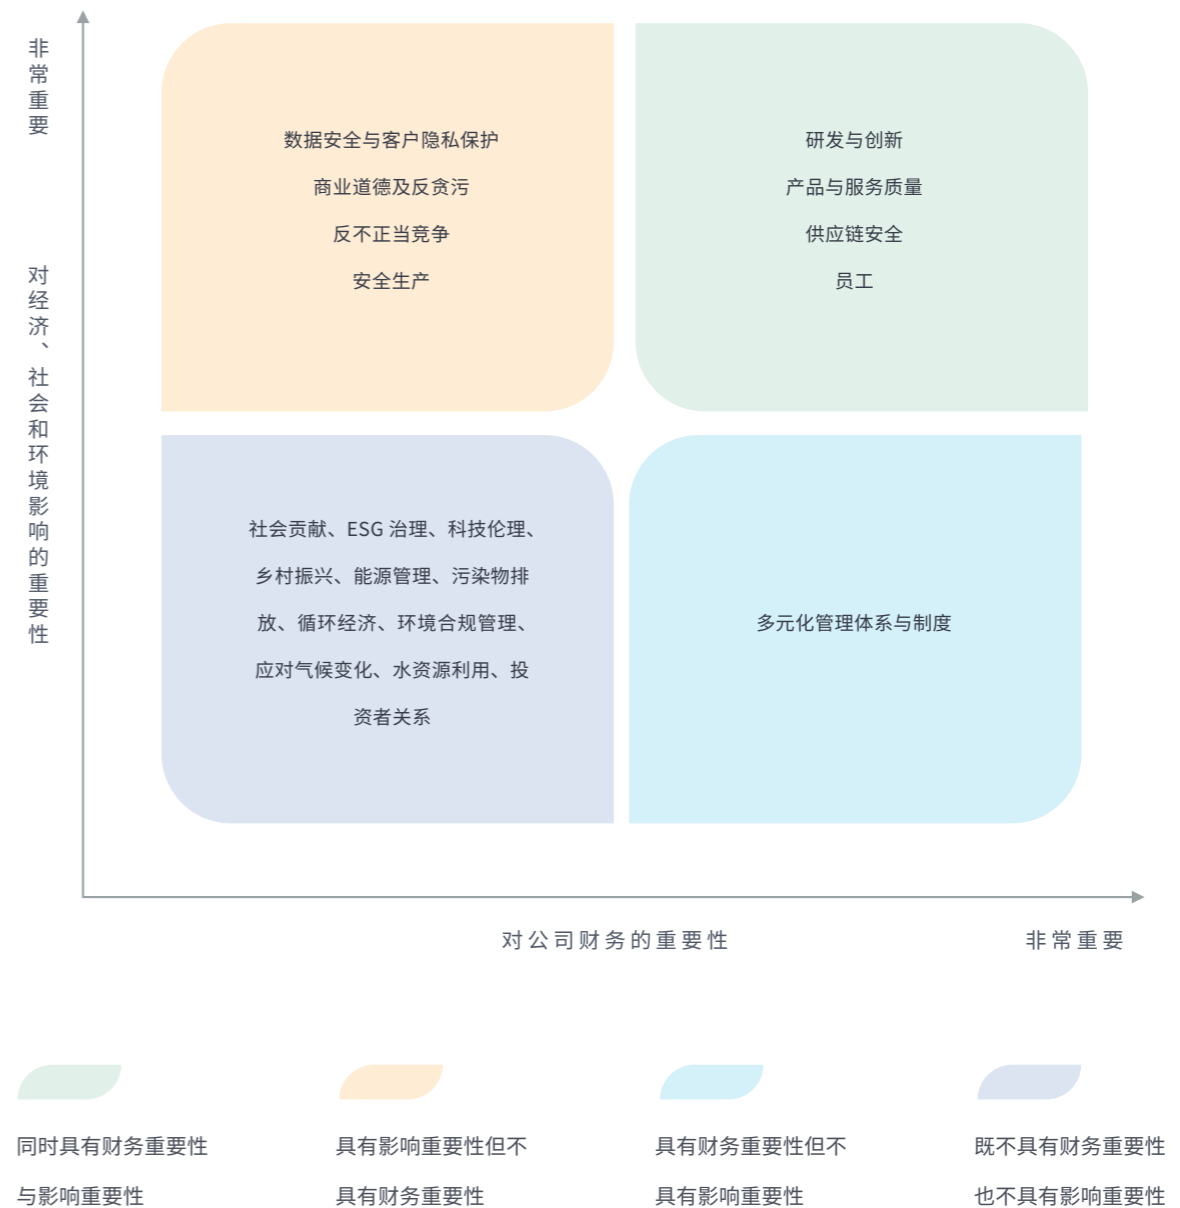 非常重要
对经济、社会和环境影响的重要性
数据安全与客户隐私保护
商业道德及反贪污
反不正当竞争
安全生产
研发与创新
产品与服务质量
供应链安全
员工
社会贡献、ESG 治理、科技伦理、
乡村振兴、能源管理、污染物排
放、循环经济、环境合规管理、
应对气候变化、水资源利用、投
资者关系
多元化管理体系与制度
对公司财务的重要性
非常重要
同时具有财务重要性
与影响重要性
具有影响重要性但不
具有财务重要性
具有财务重要性但不
具有影响重要性
既不具有财务重要性
也不具有影响重要性